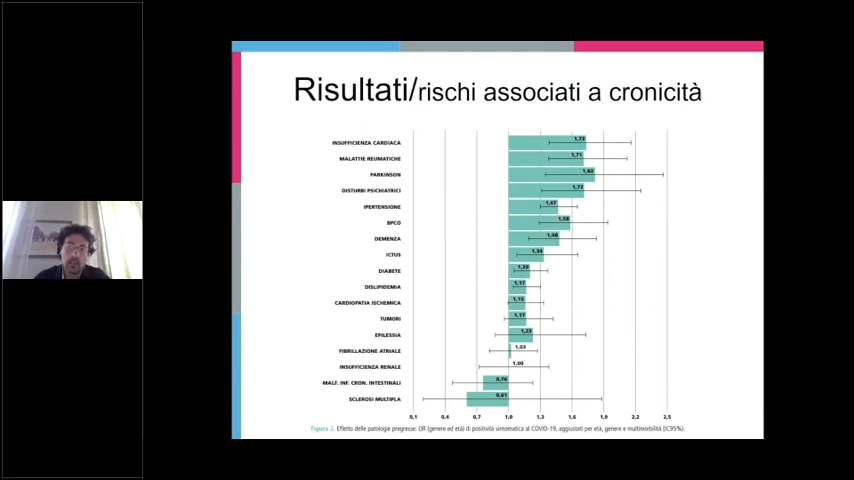 Risultati/rischi associati a cronicità
INSUFFICIENZA CARDIACA 1,73
MALATTIE REUMATICHE 1,71
PARKINSON 1,82
DISTURBI PSICHIATRICI 1,72
IPERTENSIONE 1,47
BPCO 1,58
DEMENZA 1,48
ICTUS 1,34
DIABETE 1,20
DISLIPIDEMIA 1,17
CARDIOPATIA ISCHEMICA 1,15
TUMORI 1,17
EPILESSIA 1,23
FIBRILLAZIONE ATRIALE 1,03
INSUFFICIENZA RENALE 1,00
MALF. INF. CRON. INTESTINALI 0,76
SCLEROSI MULTIPLA 0,61
0,1 0,4 0,7 1,0 1,3 1,6 1,9 2,2 2,5
Figura 2. Effetto delle patologie pregresse: OR (genere ed età) di positività sintomatica al COVID-19, aggiustati per età, genere e multimorbilità (IC95%).